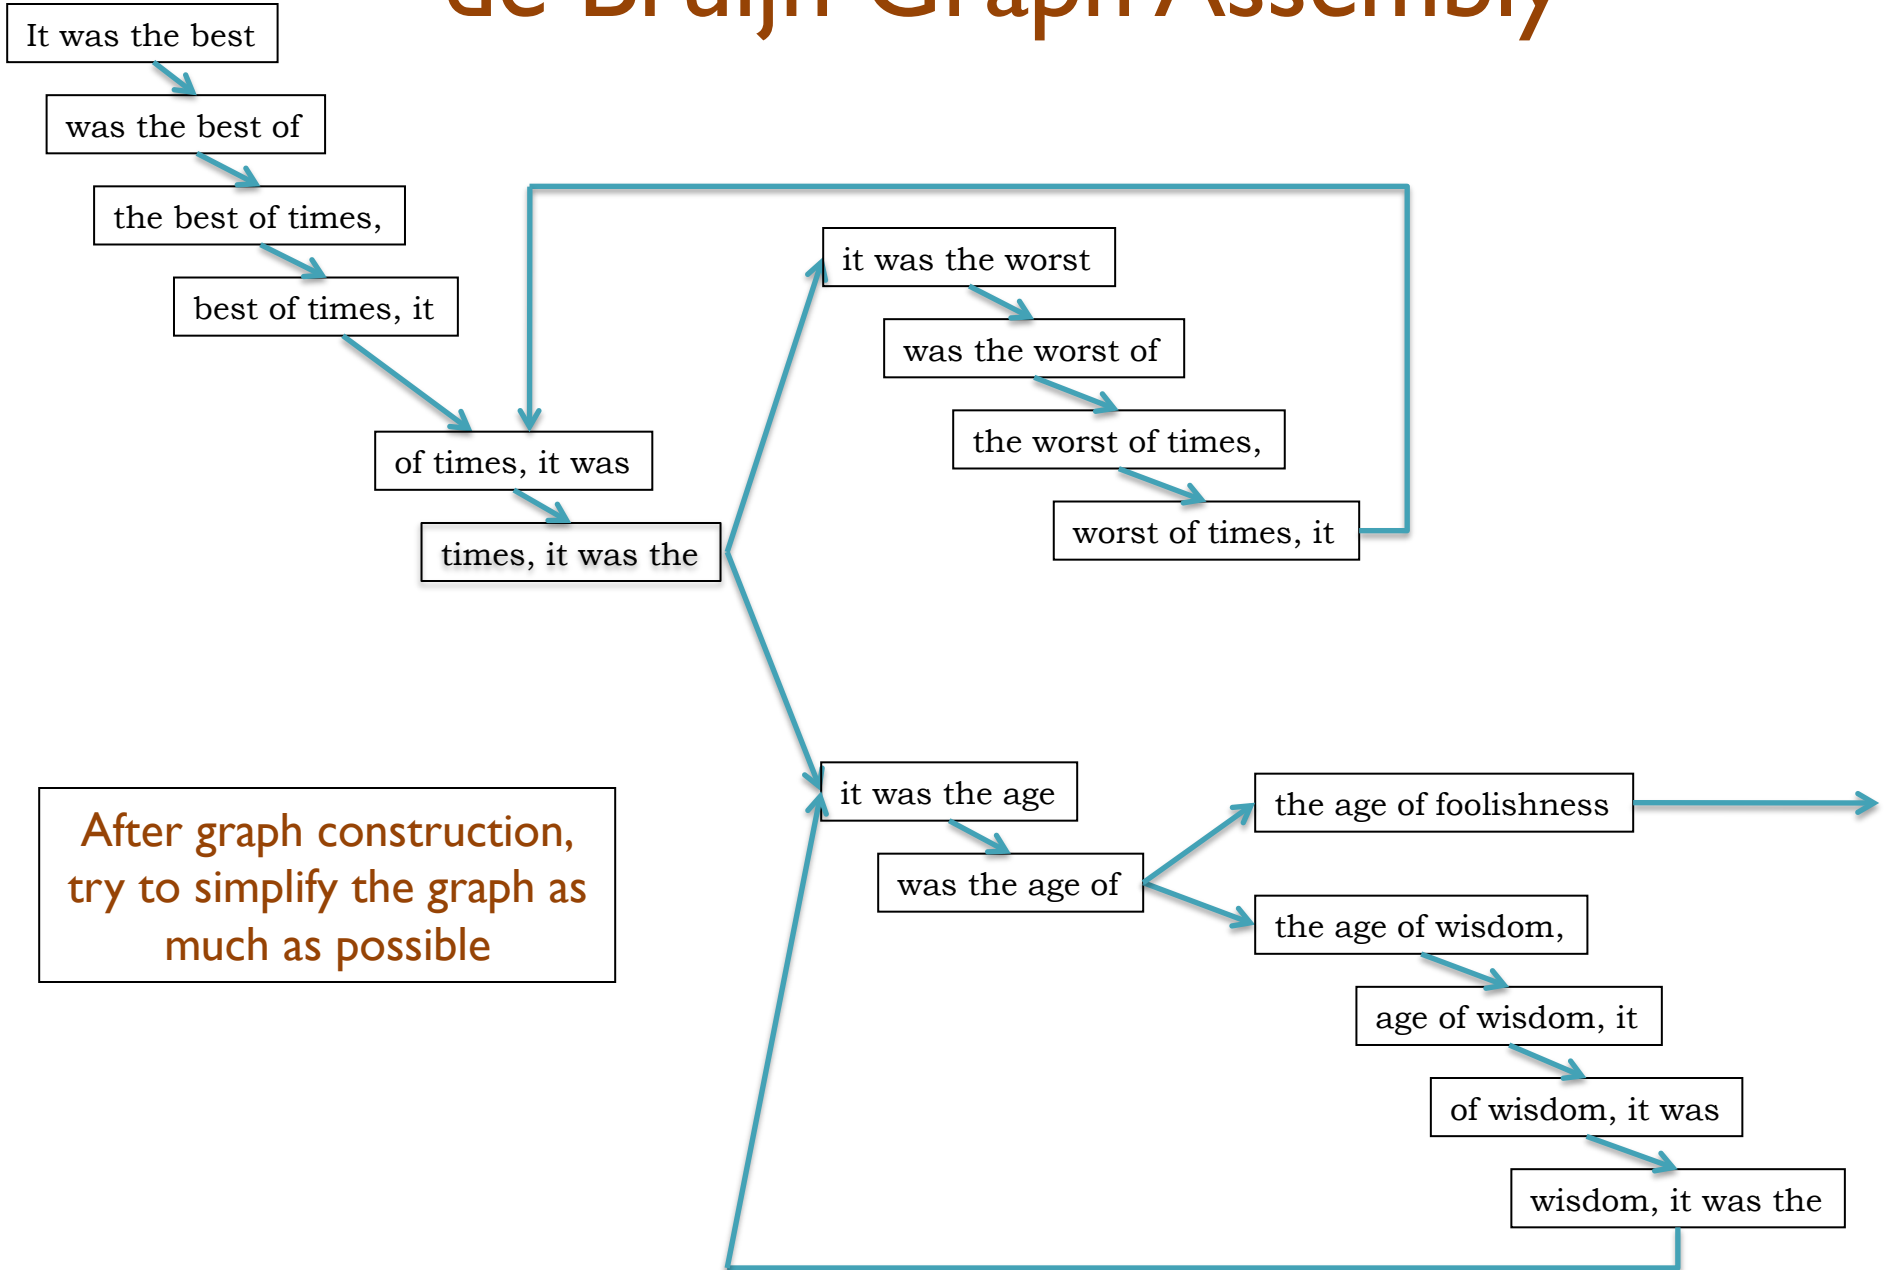 de Bruijn Graph Assembly
It was the best
was the best of
the best of times,
best of times, it
of times, it was
times, it was the
it was the worst
was the worst of
the worst of times,
worst of times, it
it was the age
was the age of
the age of foolishness
the age of wisdom,
age of wisdom, it
of wisdom, it was
wisdom, it was the
After graph construction,
try to simplify the graph as
much as possible